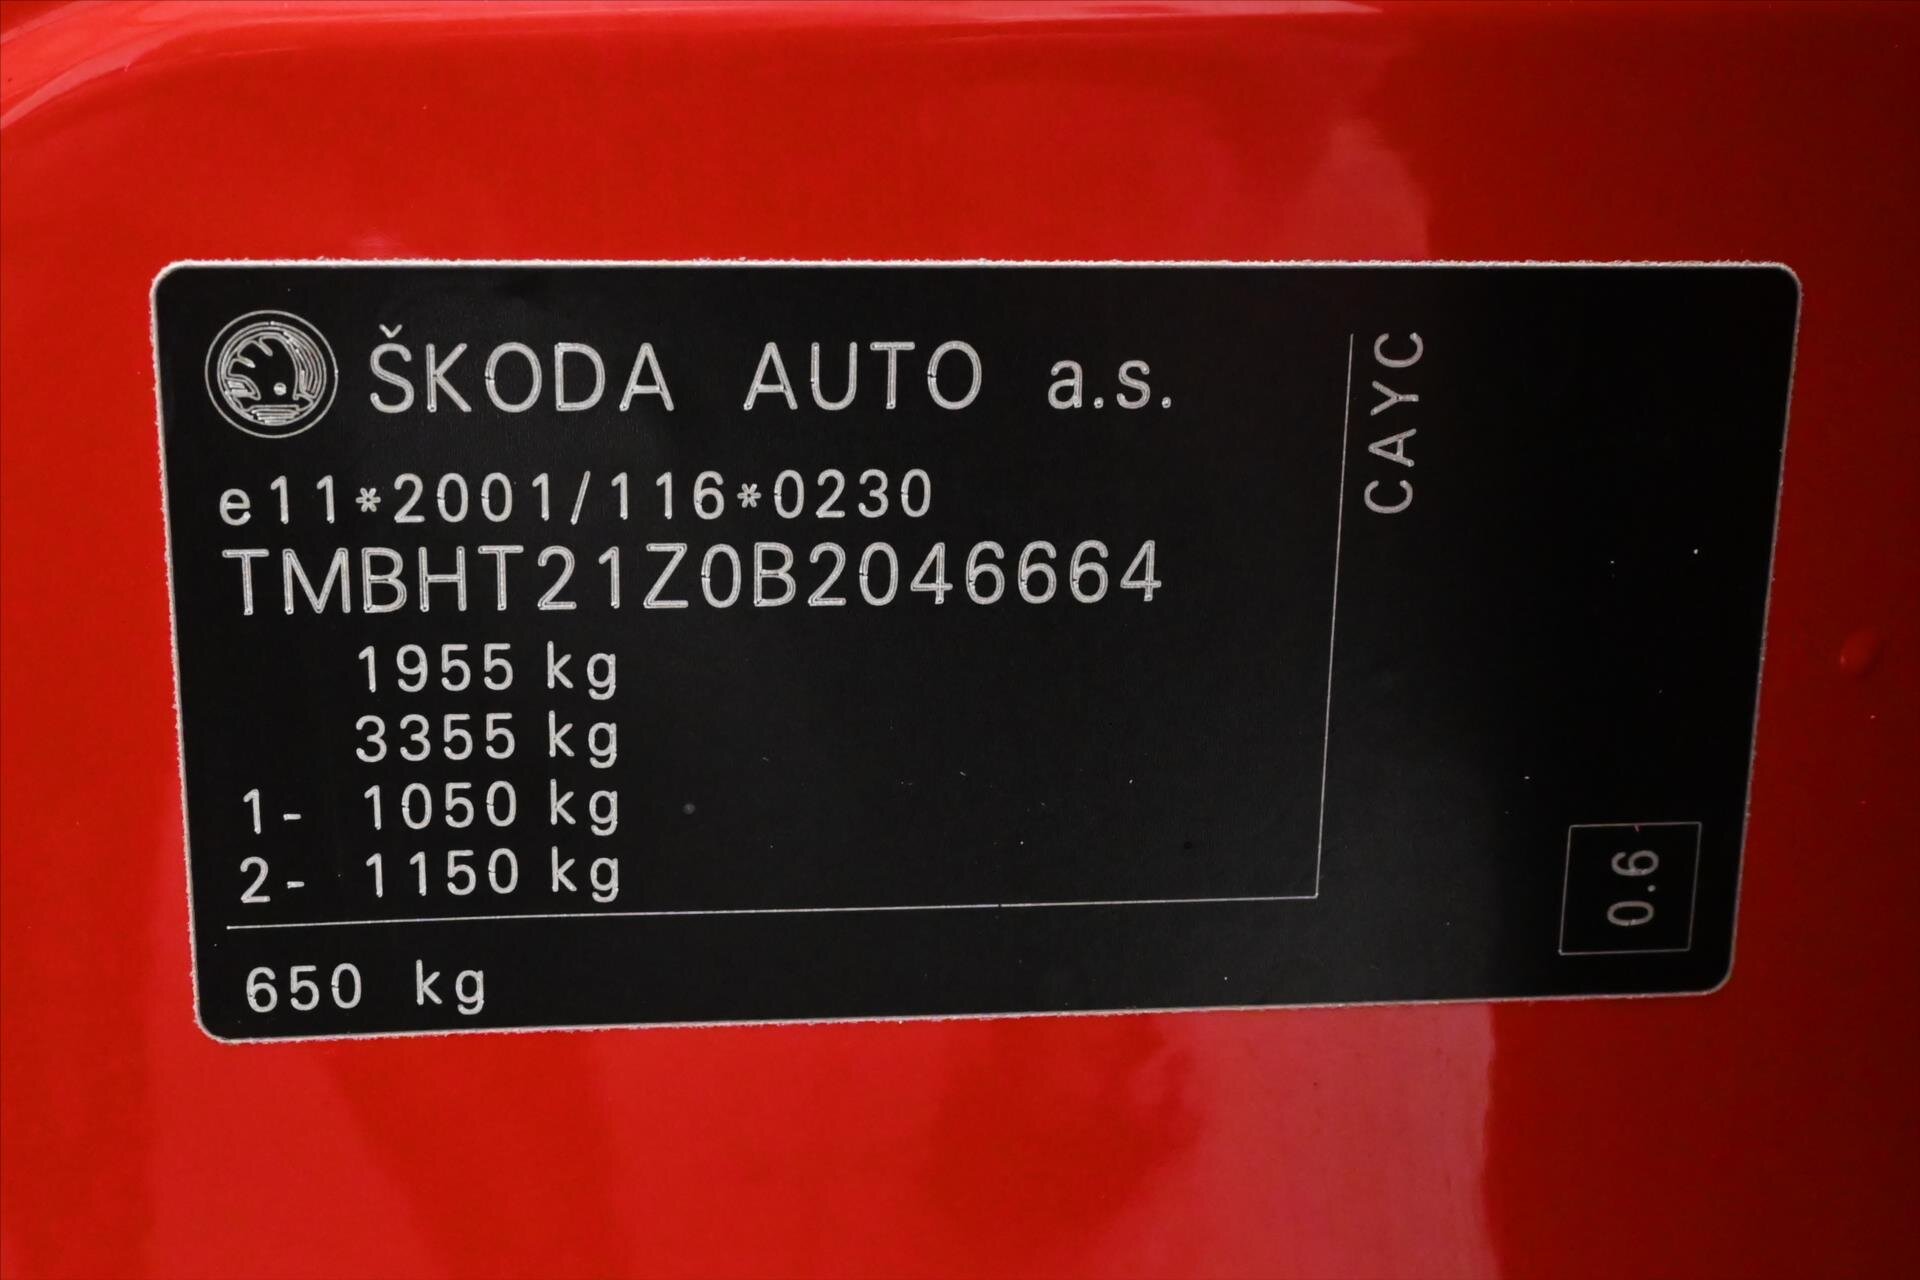 ŠKODA AUTO a.s.
e11*2001/116*0230
TMBHT21Z0B2046664
1955 kg
3355 kg
1- 1050 kg
2- 1150 kg
650 kg
CAYC
0.6